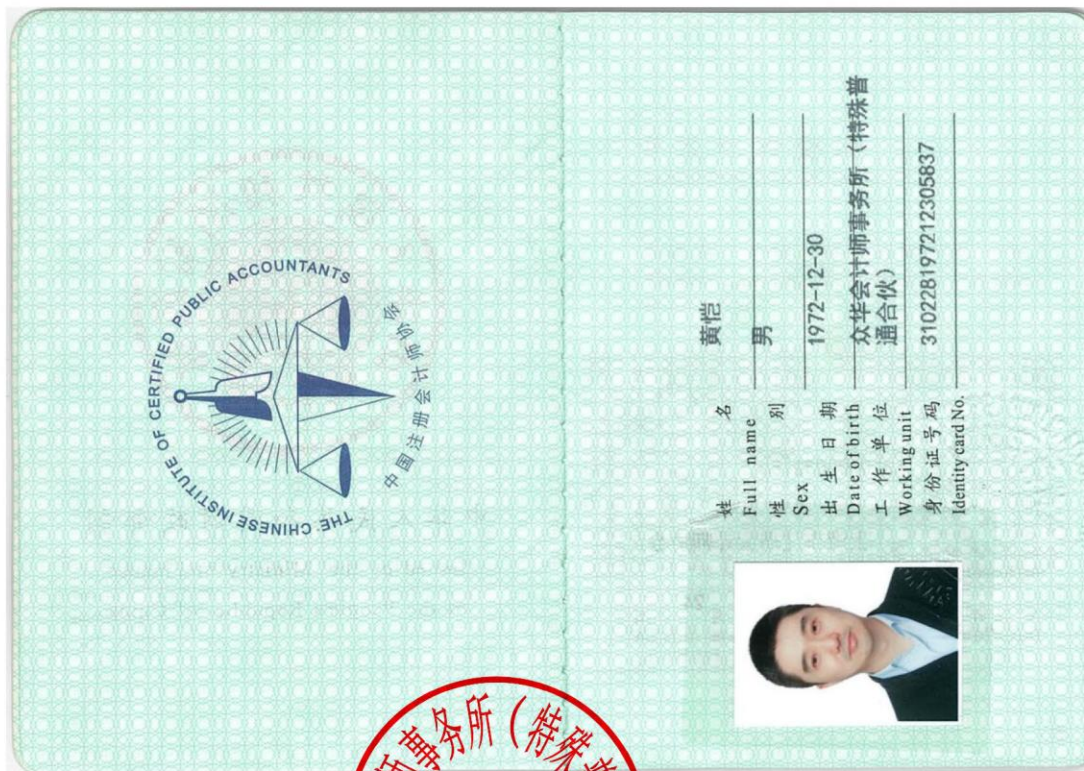 THE CHINESE INSTITUTE OF CERTIFIED PUBLIC ACCOUNTANTS
中国注册会计师协会
姓 名 黄恺
Full name
性 别 男
Sex
出 生 日 期 1972-12-30
Date of birth
工 作 单 位 众华会计师事务所（特殊普
通合伙）
Working unit
身 份 证 号 码 310228197212305837
Identity card No.
师事务所（特殊普